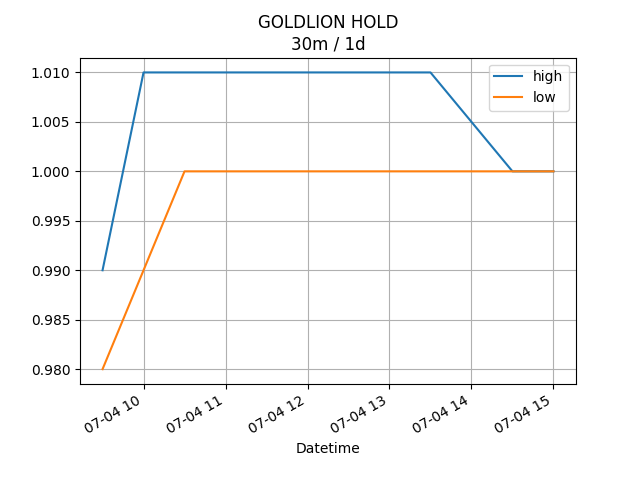 GOLDLION HOLD
30m / 1d
high
low
1.010
1.005
1.000
0.995
0.990
0.985
0.980
07-04 10
07-04 11
07-04 12
07-04 13
07-04 14
07-04 15
Datetime